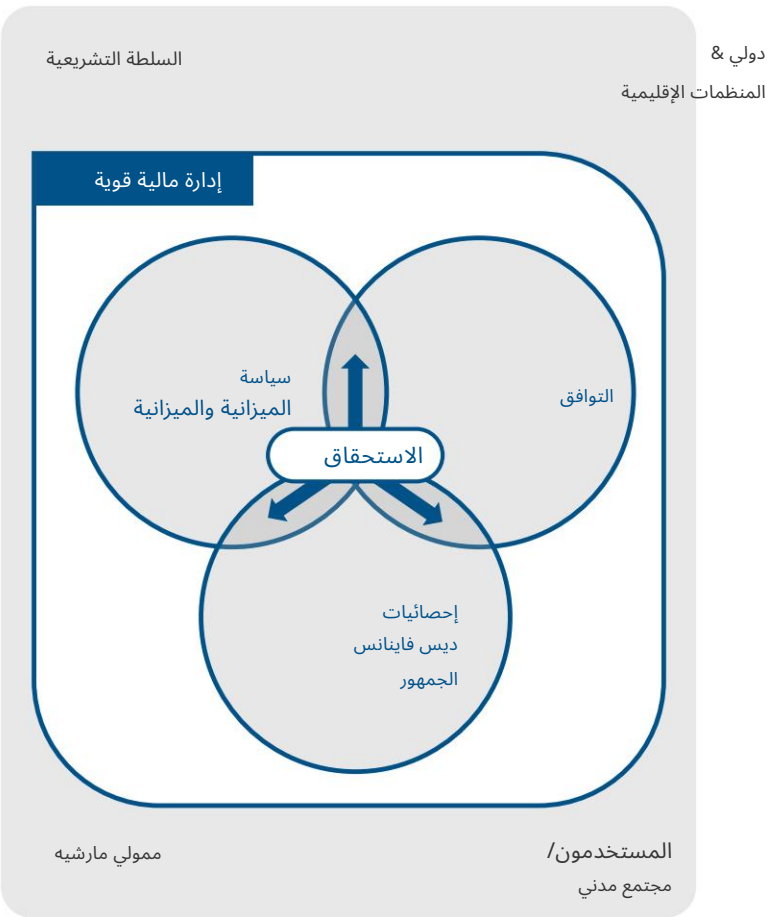 السلطة التشريعية
دولي &
المنظمات الإقليمية
إدارة مالية قوية
سياسة
الميزانية والميزانية
التوافق
الاستحقاق
إحصائيات
ديس فاينانس
الجمهور
ممولي مارشيه
المستخدمون/
مجتمع مدني